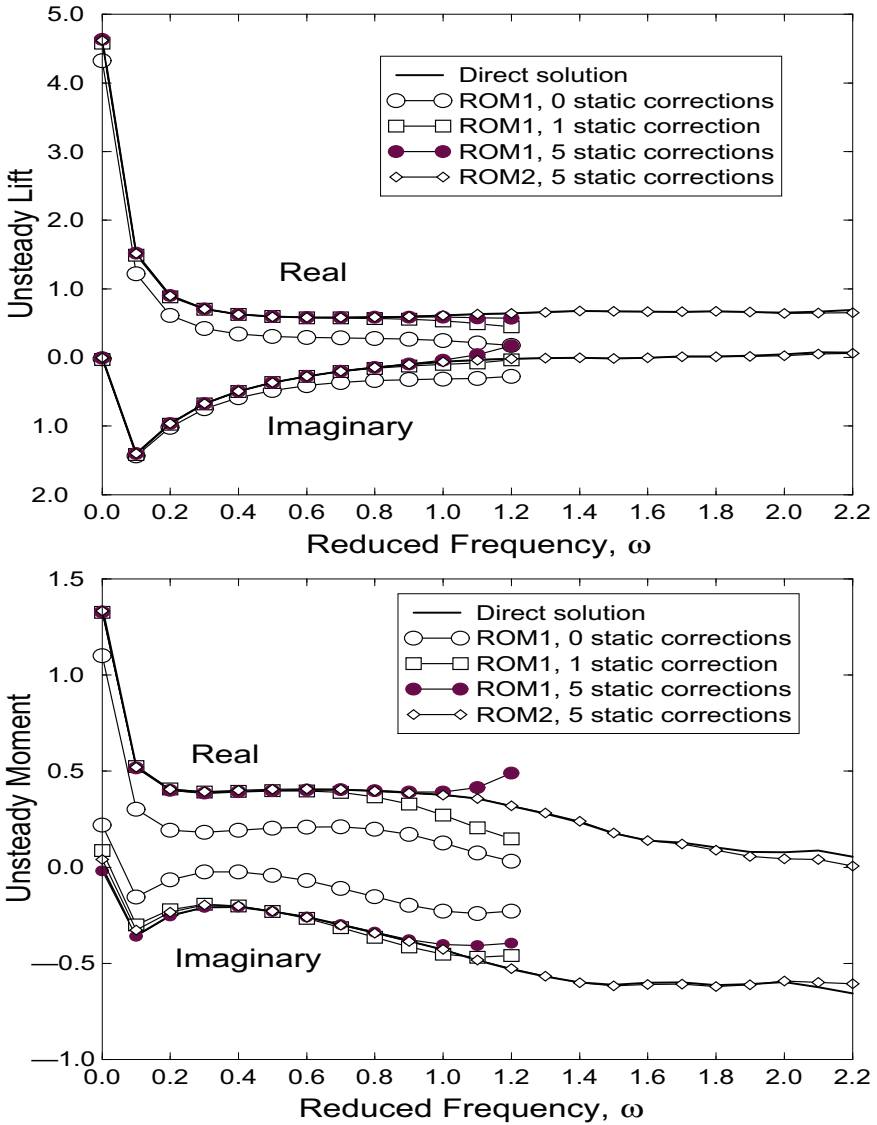 5.0
4.0
3.0
2.0
1.0
0.0
1.0
2.0
Unsteady Lift
Direct solution
ROM1, 0 static corrections
ROM1, 1 static correction
ROM1, 5 static corrections
ROM2, 5 static corrections
Real
Imaginary
0.0 0.2 0.4 0.6 0.8 1.0 1.2 1.4 1.6 1.8 2.0 2.2
Reduced Frequency, ω
1.5
1.0
0.5
0.0
—0.5
—1.0
Unsteady Moment
Direct solution
ROM1, 0 static corrections
ROM1, 1 static correction
ROM1, 5 static corrections
ROM2, 5 static corrections
Real
Imaginary
0.0 0.2 0.4 0.6 0.8 1.0 1.2 1.4 1.6 1.8 2.0 2.2
Reduced Frequency, ω